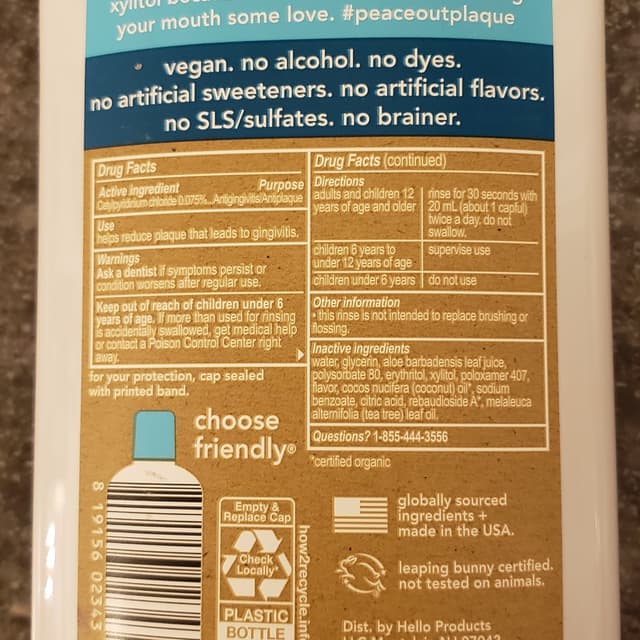 your mouth some love. #peaceoutplaque
vegan. no alcohol. no dyes.
no artificial sweeteners. no artificial flavors.
no SLS/sulfates. no brainer.
Drug Facts
Active ingredient Purpose
Cetylpyridinium chloride 0.075%...Antigingivitis/Antiplaque
Use
helps reduce plaque that leads to gingivitis.
Warnings
Ask a dentist if symptoms persist or
condition worsens after regular use.
Keep out of reach of children under 6
years of age. If more than used for rinsing
is accidentally swallowed, get medical help
or contact a Poison Control Center right
away.
for your protection, cap sealed
with printed band.
Drug Facts (continued)
Directions
adults and children 12
years of age and older
rinse for 30 seconds with
20 mL (about 1 capful)
twice a day. do not
swallow.
children 6 years to
under 12 years of age
supervise use
children under 6 years
do not use
Other information
• this rinse is not intended to replace brushing or
flossing.
Inactive ingredients
water, glycerin, aloe barbadensis leaf juice,
polysorbate 80, erythritol, xylitol, poloxamer 407,
flavor, cocos nucifera (coconut) oil*, sodium
benzoate, citric acid, rebaudioside A*, melaleuca
alternifolia (tea tree) leaf oil.
Questions? 1-855-444-3556
*certified organic
choose
friendly®
8 19156 02343
Empty &
Replace Cap
Check
Locally*
PLASTIC
BOTTLE
how2recycle.inf
globally sourced
ingredients +
made in the USA.
leaping bunny certified.
not tested on animals.
Dist. by Hello Products